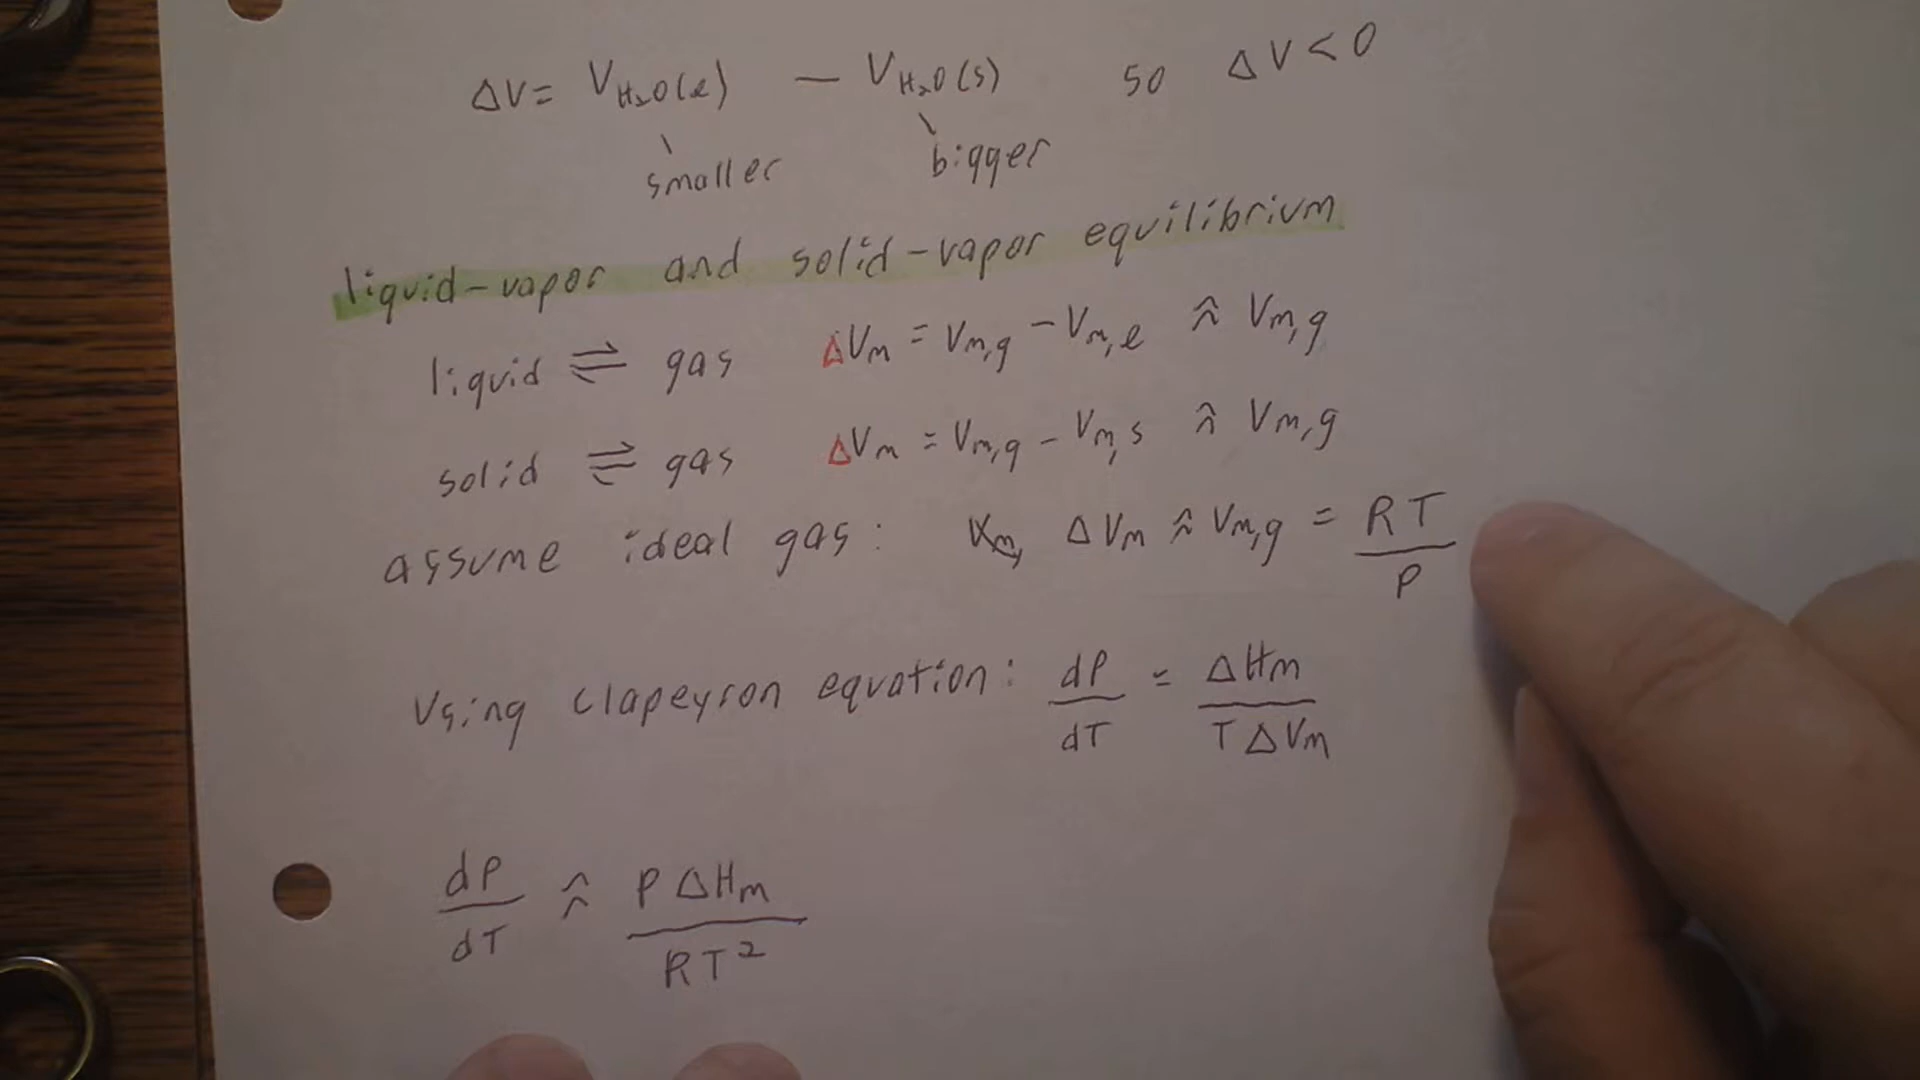 ΔV = V_H₂O(ℓ) — V_H₂O(s) so ΔV < 0
smaller bigger
liquid-vapor and solid-vapor equilibrium
liquid ⇌ gas ΔVm = Vm,g - Vm,ℓ ≈ Vm,g
solid ⇌ gas ΔVm = Vm,g - Vm,s ≈ Vm,g
assume ideal gas: ΔVm ≈ Vm,g = RT/P
Using Clapeyron equation: dP/dT = ΔHm/TΔVm
dP/dT ≈ PΔHm/RT²